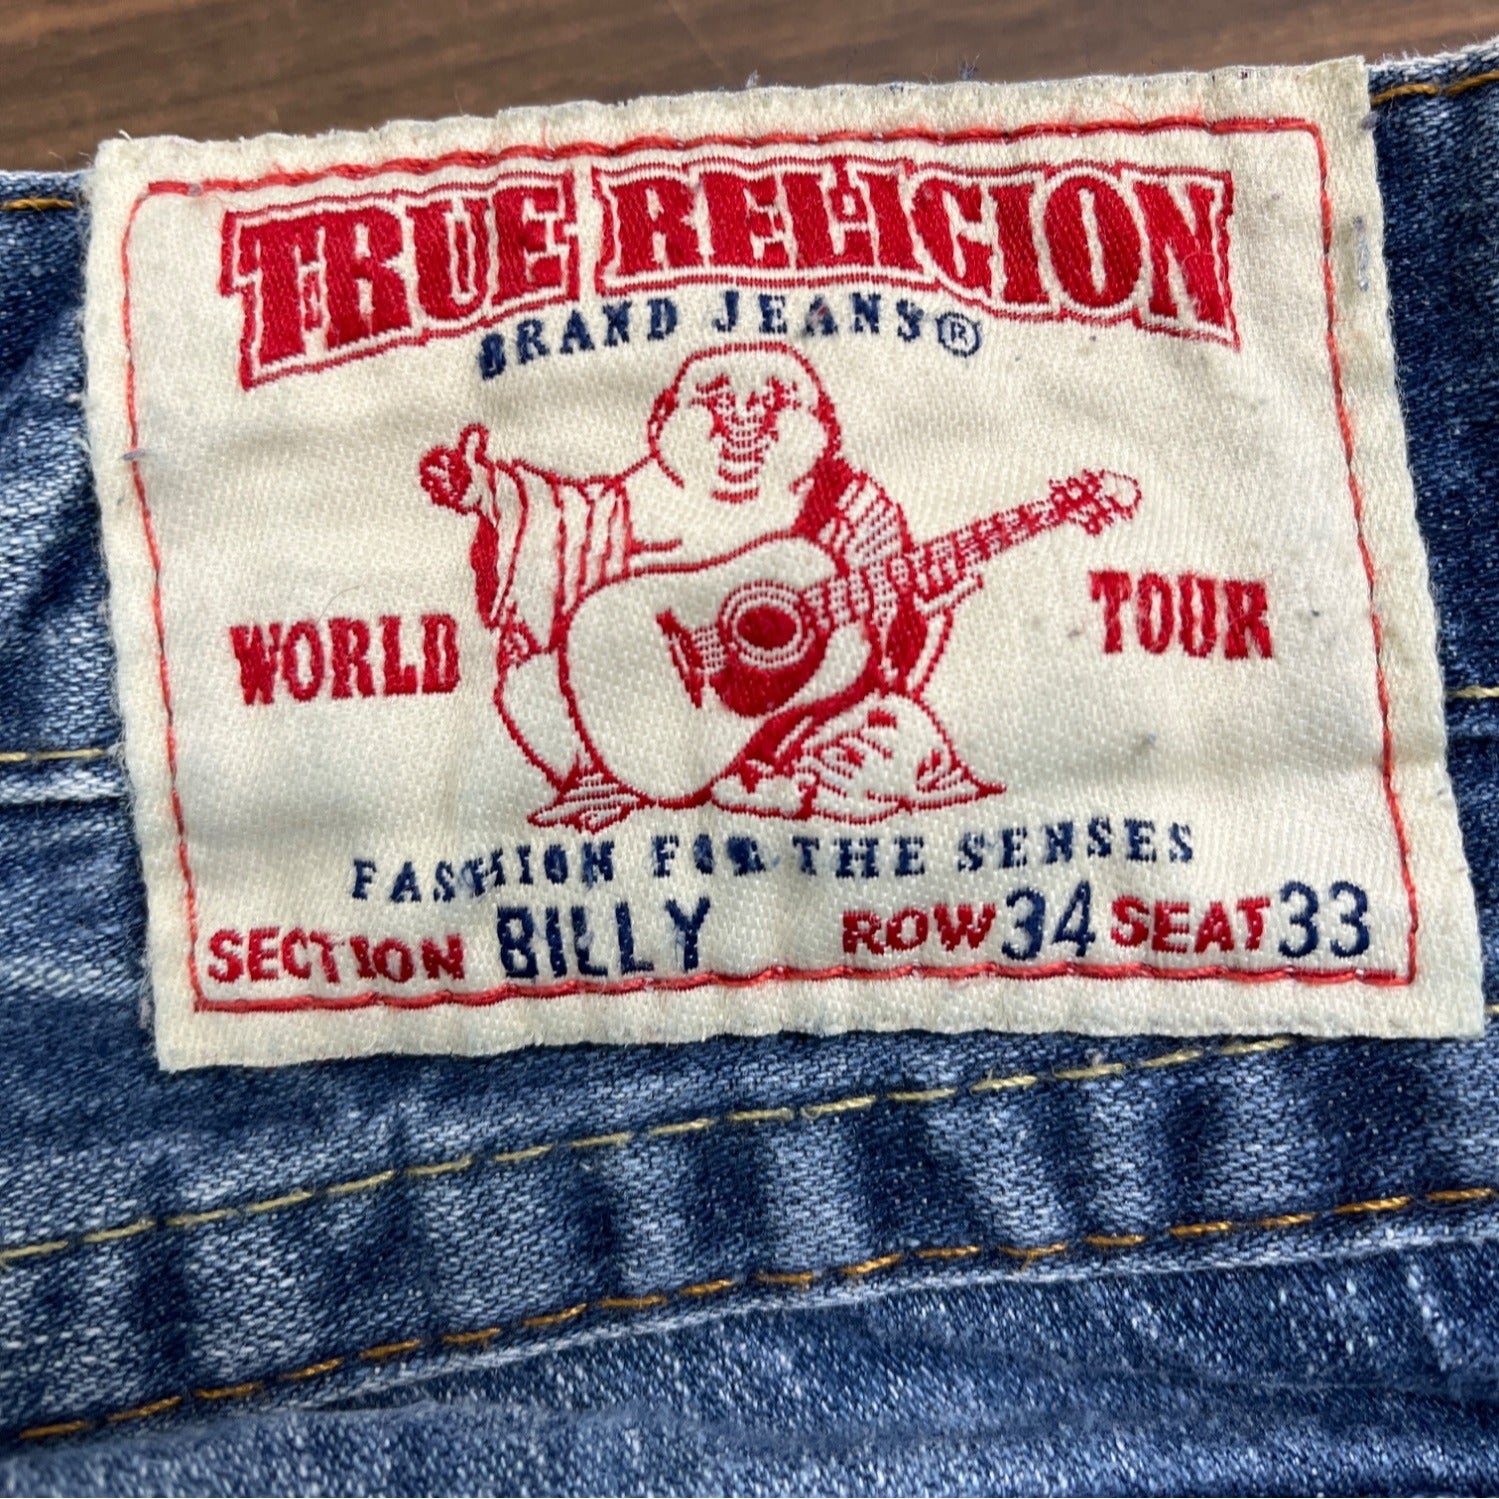 TRUE RELIGION
BRAND JEANS®
WORLD TOUR
FASHION FOR THE SENSES
SECTION BILLY ROW 34 SEAT 33